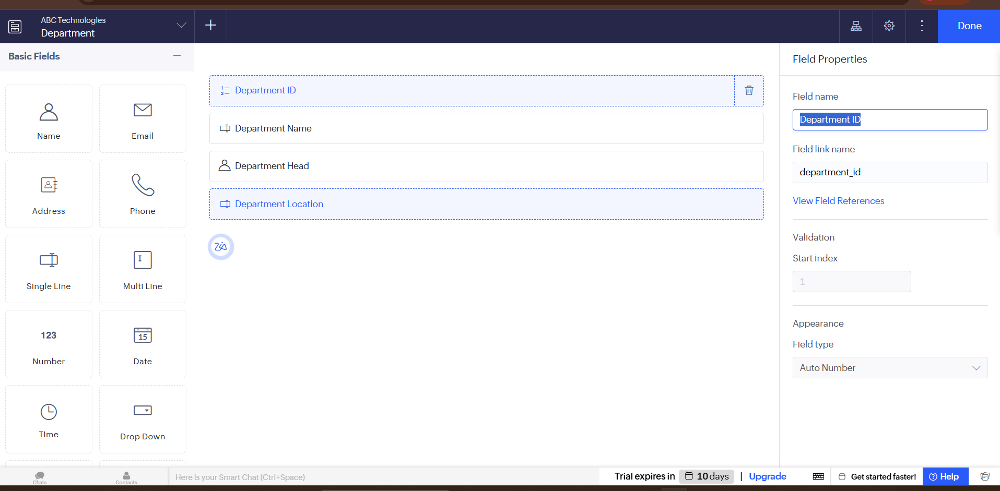 ABC Technologies
Department
Done
Basic Fields
Name
Email
Address
Phone
Single Line
Multi Line
123
Number
15
Date
Time
Drop Down
Department ID
Department Name
Department Head
Department Location
Zia
Field Properties
Field name
Department ID
Field link name
department_id
View Field References
Validation
Start index
1
Appearance
Field type
Auto Number
Chats
Contacts
Here is your Smart Chat (Ctrl+Space)
Trial expires in 10 days | Upgrade
Get started faster!
Help